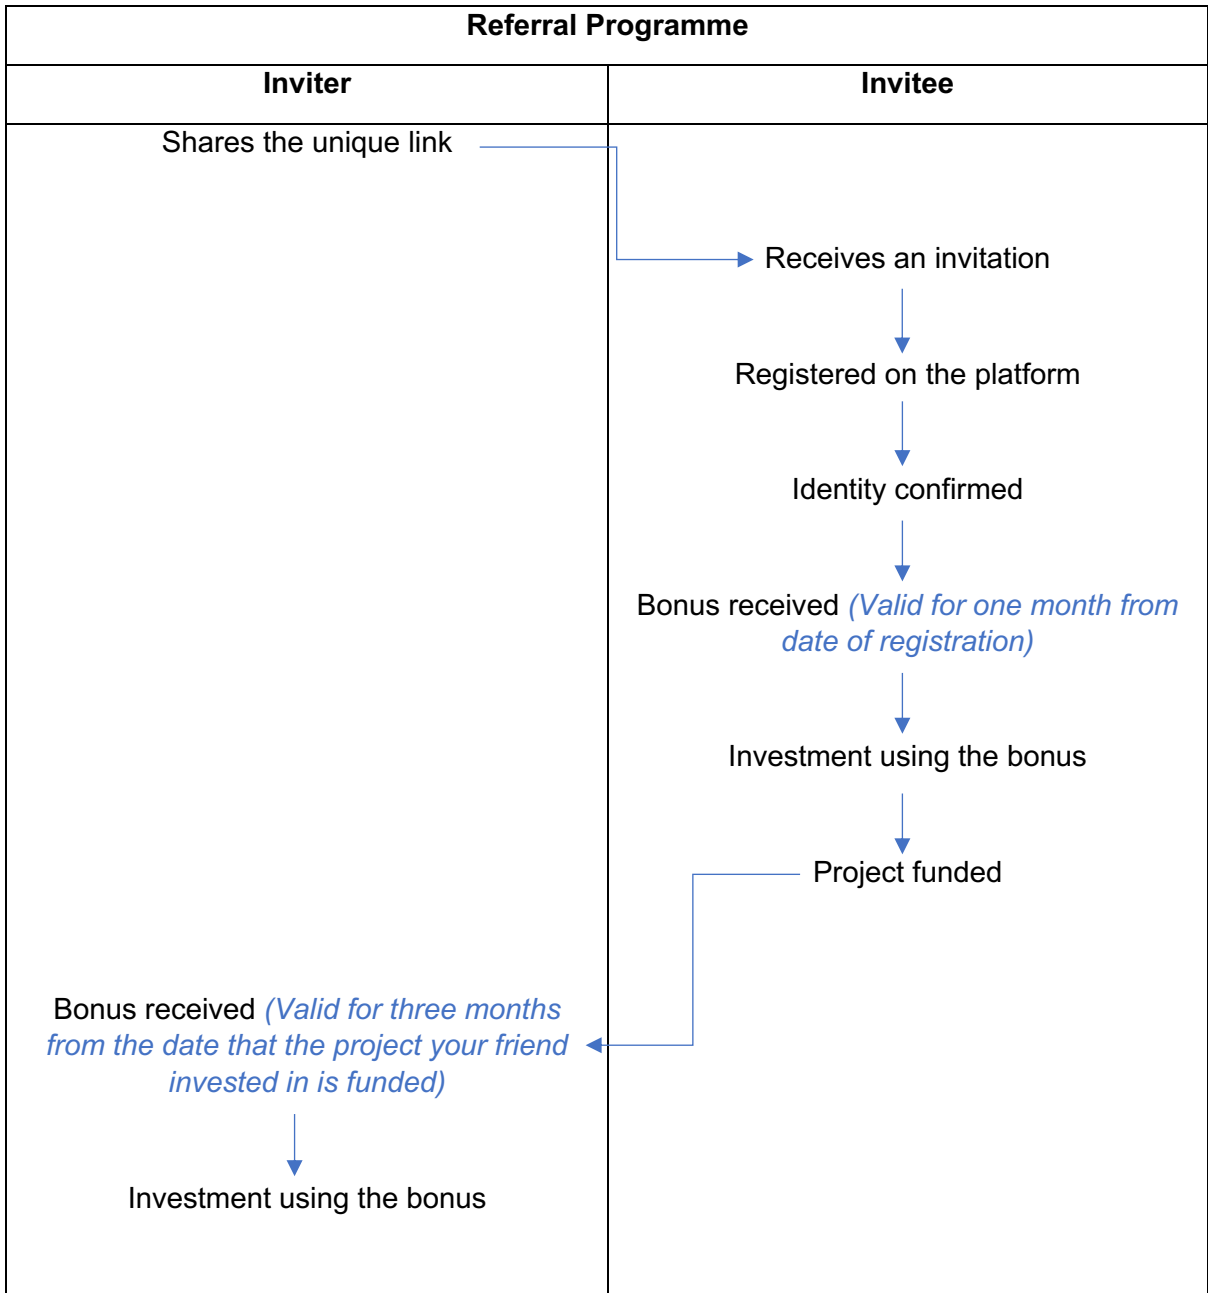 Referral Programme
Inviter
Invitee
Shares the unique link
Receives an invitation
Registered on the platform
Identity confirmed
Bonus received (Valid for one month from
date of registration)
Investment using the bonus
Project funded
Bonus received (Valid for three months
from the date that the project your friend
invested in is funded)
Investment using the bonus